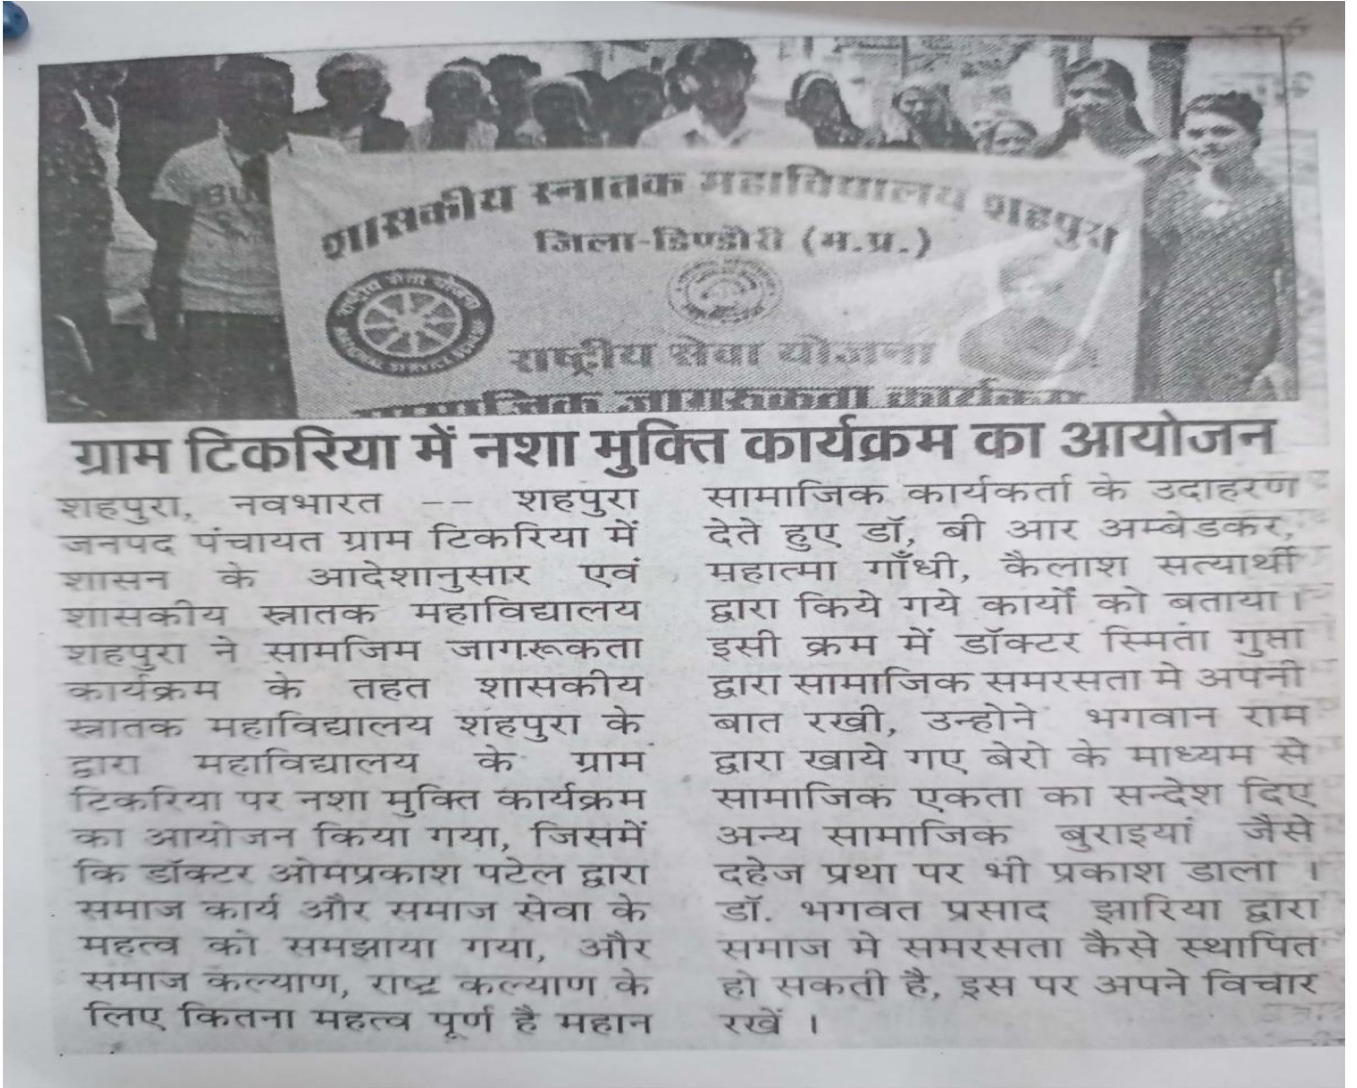 शासकीय स्नातक महाविद्यालय शहपुरा
जिला-डिण्डौरी (म.प्र.)
राष्ट्रीय सेवा योजना
सामाजिक जागरूकता कार्यक्रम
ग्राम टिकरिया में नशा मुक्ति कार्यक्रम का आयोजन
शहपुरा, नवभारत -- शहपुरा
जनपद पंचायत ग्राम टिकरिया में
शासन के आदेशानुसार एवं
शासकीय स्नातक महाविद्यालय
शहपुरा ने सामजिम जागरूकता
कार्यक्रम के तहत शासकीय
स्नातक महाविद्यालय शहपुरा के
द्वारा महाविद्यालय के ग्राम
टिकरिया पर नशा मुक्ति कार्यक्रम
का आयोजन किया गया, जिसमें
कि डॉक्टर ओमप्रकाश पटेल द्वारा
समाज कार्य और समाज सेवा के
महत्व को समझाया गया, और
समाज कल्याण, राष्ट्र कल्याण के
लिए कितना महत्व पूर्ण है महान
सामाजिक कार्यकर्ता के उदाहरण
देते हुए डॉ, बी आर अम्बेडकर,
महात्मा गाँधी, कैलाश सत्यार्थी
द्वारा किये गये कार्यों को बताया।
इसी क्रम में डॉक्टर स्मिता गुप्ता
द्वारा सामाजिक समरसता मे अपनी
बात रखी, उन्होने भगवान राम
द्वारा खाये गए बेरो के माध्यम से
सामाजिक एकता का सन्देश दिए
अन्य सामाजिक बुराइयां जैसे
दहेज प्रथा पर भी प्रकाश डाला ।
डॉ. भगवत प्रसाद झारिया द्वारा
समाज मे समरसता कैसे स्थापित
हो सकती है, इस पर अपने विचार
रखें ।